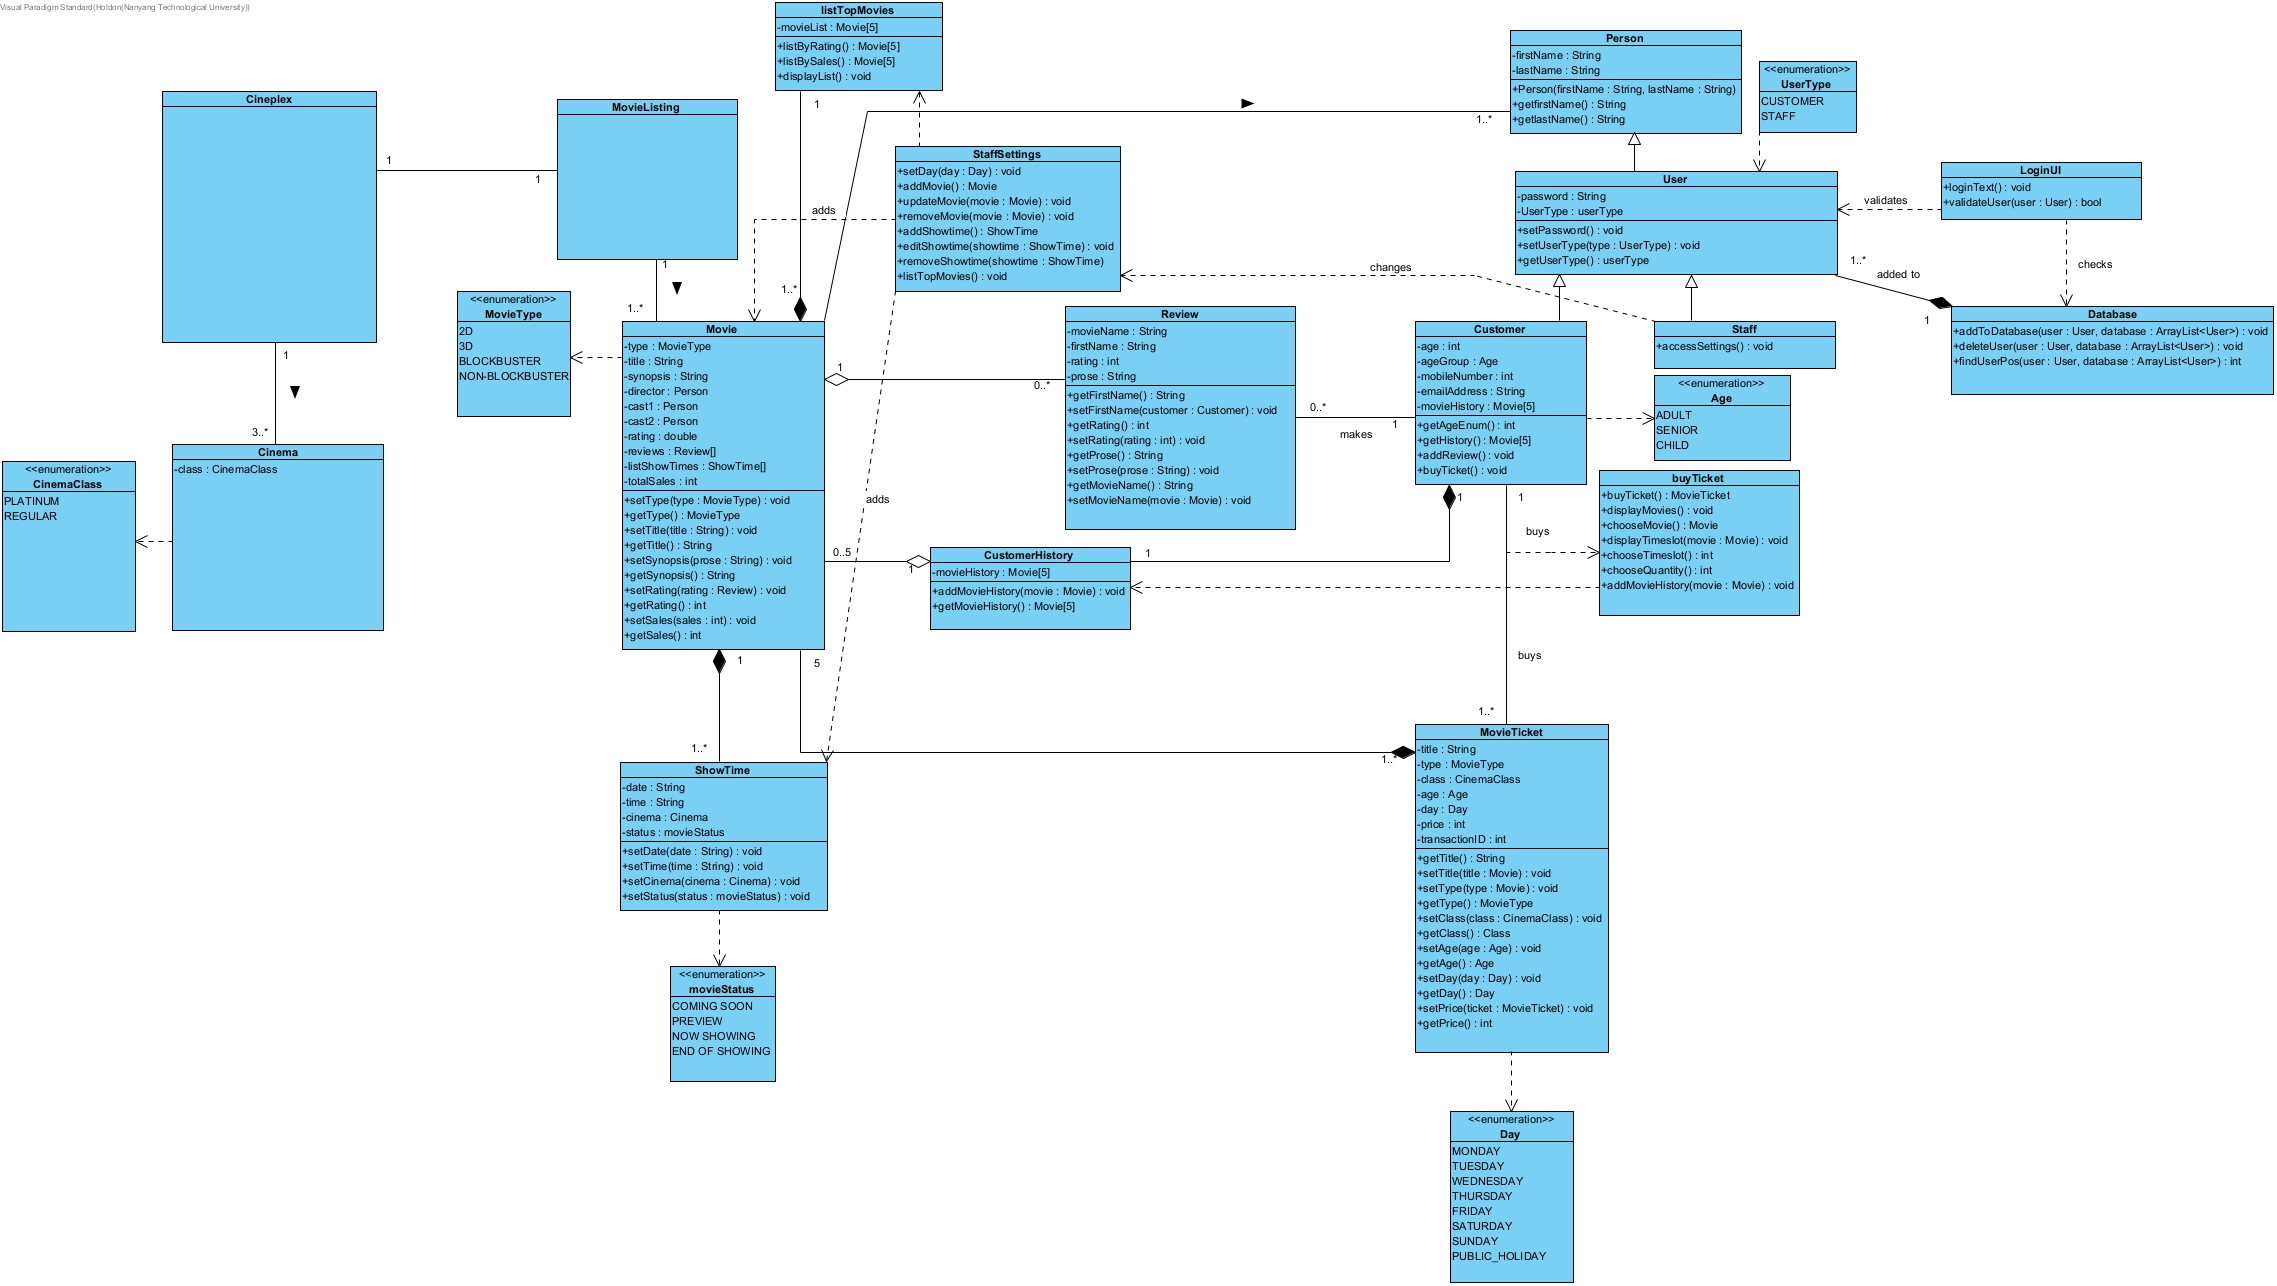 Visual Paradigm Standard(Holdon(Nanyang Technological University))
listTopMovies
-movieList : Movie[5]
+listByRating() : Movie[5]
+listBySales() : Movie[5]
+displayList() : void
1
1..*
Person
-firstName : String
-lastName : String
+Person(firstName : String, lastName : String)
+getfirstName() : String
+getlastName() : String
1..*
<<enumeration>>
UserType
CUSTOMER
STAFF
Cineplex
1
1
MovieListing
1
1..*
StaffSettings
+setDay(day : Day) : void
+addMovie() : Movie
+updateMovie(movie : Movie) : void
+removeMovie(movie : Movie) : void
+addShowtime() : ShowTime
+editShowtime(showtime : ShowTime) : void
+removeShowtime(showtime : ShowTime)
+listTopMovies() : void
adds
changes
User
-password : String
-UserType : userType
+setPassword() : void
+setUserType(type : UserType) : void
+getUserType() : userType
validates
LoginUI
+loginText() : void
+validateUser(user : User) : bool
checks
1..*
added to
1
Database
+addToDatabase(user : User, database : ArrayList<User>) : void
+deleteUser(user : User, database : ArrayList<User>) : void
+findUserPos(user : User, database : ArrayList<User>) : int
<<enumeration>>
MovieType
2D
3D
BLOCKBUSTER
NON-BLOCKBUSTER
Movie
-type : MovieType
-title : String
-synopsis : String
-director : Person
-cast1 : Person
-cast2 : Person
-rating : double
-reviews : Review[]
-listShowTimes : ShowTime[]
-totalSales : int
+setType(type : MovieType) : void
+getType() : MovieType
+setTitle(title : String) : void
+getTitle() : String
+setSynopsis(prose : String) : void
+getSynopsis() : String
+setRating(rating : Review) : void
+getRating() : int
+setSales(sales : int) : void
+getSales() : int
1
0..*
Review
-movieName : String
-firstName : String
-rating : int
-prose : String
+getFirstName() : String
+setFirstName(customer : Customer) : void
+getRating() : int
+setRating(rating : int) : void
+getProse() : String
+setProse(prose : String) : void
+getMovieName() : String
+setMovieName(movie : Movie) : void
0..*
makes
1
Customer
-age : int
-ageGroup : Age
-mobileNumber : int
-emailAddress : String
-movieHistory : Movie[5]
+getAgeEnum() : int
+getHistory() : Movie[5]
+addReview() : void
+buyTicket() : void
Staff
+accessSettings() : void
<<enumeration>>
Age
ADULT
SENIOR
CHILD
1
3..*
Cinema
-class : CinemaClass
<<enumeration>>
CinemaClass
PLATINUM
REGULAR
adds
buyTicket
+buyTicket() : MovieTicket
+displayMovies() : void
+chooseMovie() : Movie
+displayTimeslot(movie : Movie) : void
+chooseTimeslot() : int
+chooseQuantity() : int
+addMovieHistory(movie : Movie) : void
1
1
buys
0..5
1
CustomerHistory
-movieHistory : Movie[5]
+addMovieHistory(movie : Movie) : void
+getMovieHistory() : Movie[5]
1
1
5
buys
1..*
1..*
1..*
ShowTime
-date : String
-time : String
-cinema : Cinema
-status : movieStatus
+setDate(date : String) : void
+setTime(time : String) : void
+setCinema(cinema : Cinema) : void
+setStatus(status : movieStatus) : void
MovieTicket
-title : String
-type : MovieType
-class : CinemaClass
-age : Age
-day : Day
-price : int
-transactionID : int
+getTitle() : String
+setTitle(title : Movie) : void
+setType(type : Movie) : void
+getType() : MovieType
+setClass(class : CinemaClass) : void
+getClass() : Class
+setAge(age : Age) : void
+getAge() : Age
+setDay(day : Day) : void
+getDay() : Day
+setPrice(ticket : MovieTicket) : void
+getPrice() : int
<<enumeration>>
movieStatus
COMING SOON
PREVIEW
NOW SHOWING
END OF SHOWING
<<enumeration>>
Day
MONDAY
TUESDAY
WEDNESDAY
THURSDAY
FRIDAY
SATURDAY
SUNDAY
PUBLIC_HOLIDAY